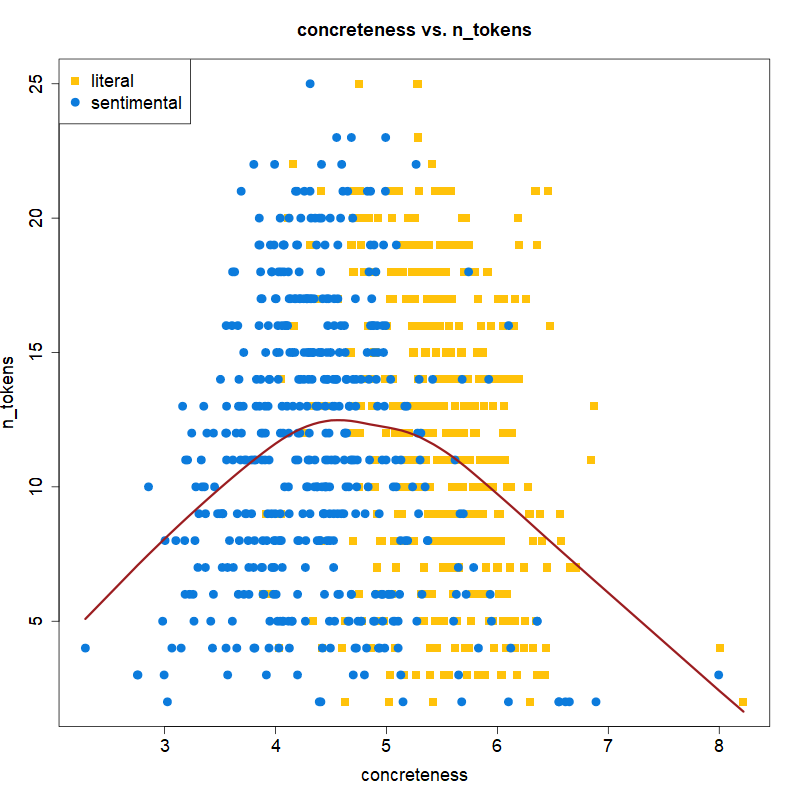 concreteness vs. n_tokens
literal
sentimental
25
20
15
10
5
n_tokens
3 4 5 6 7 8
concreteness